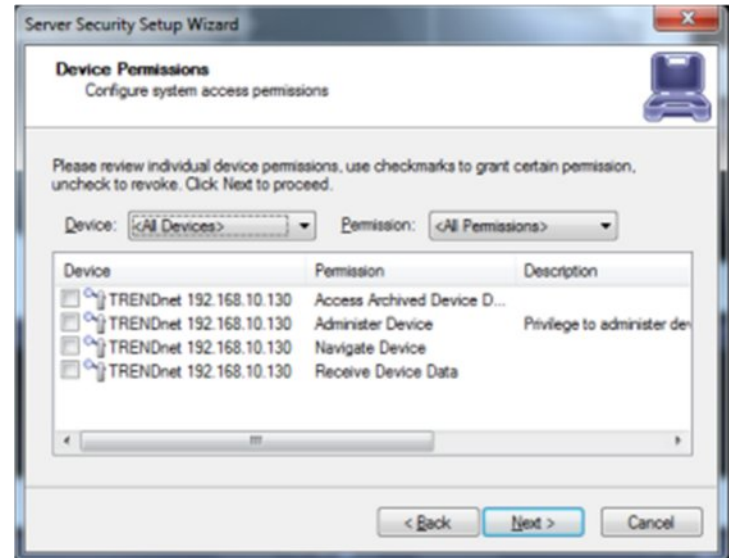 Server Security Setup Wizard
Device Permissions
Configure system access permissions
Please review individual device permissions, use checkmarks to grant certain permission,
uncheck to revoke. Click Next to proceed.
Device: <All Devices> Permission: <All Permissions>
Device Permission Description
TRENDnet 192.168.10.130 Access Archived Device D...
TRENDnet 192.168.10.130 Administer Device Privilege to administer dev
TRENDnet 192.168.10.130 Navigate Device
TRENDnet 192.168.10.130 Receive Device Data
< Back Next > Cancel